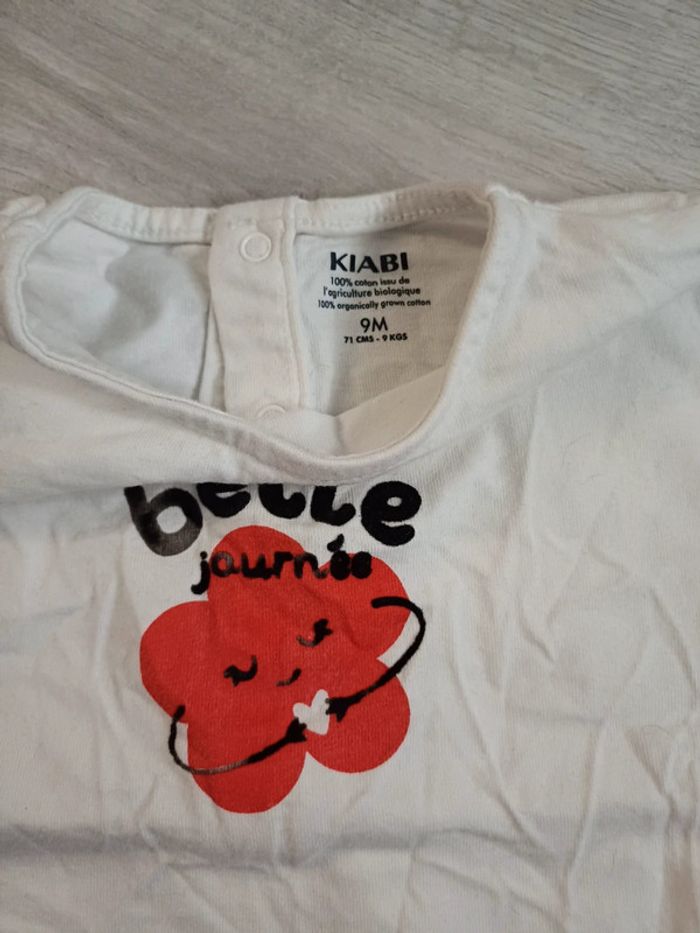 KIABI
100% coton issu de
l'agriculture biologique
100% organically grown cotton
9M
71 CMS - 9 KGS
belle
journée